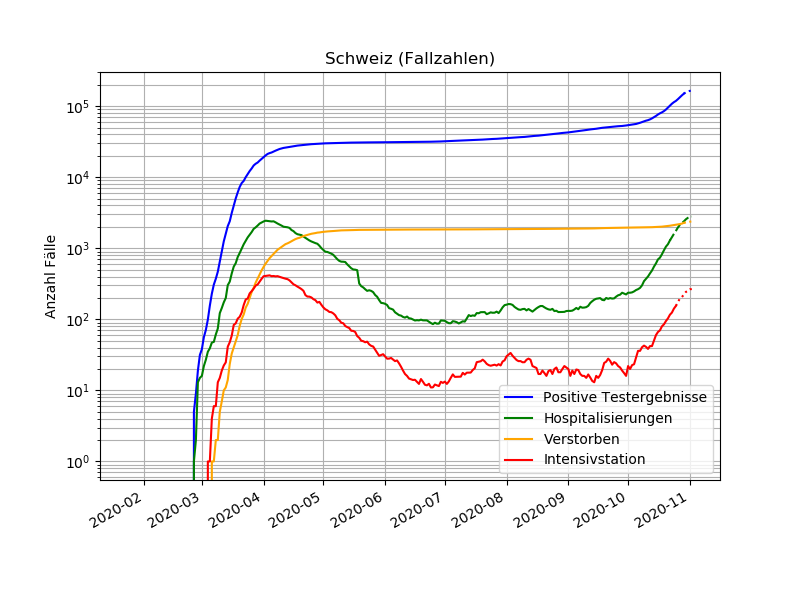 Schweiz (Fallzahlen)
Anzahl Fälle
10^5
10^4
10^3
10^2
10^1
10^0
2020-02
2020-03
2020-04
2020-05
2020-06
2020-07
2020-08
2020-09
2020-10
2020-11
Positive Testergebnisse
Hospitalisierungen
Verstorben
Intensivstation